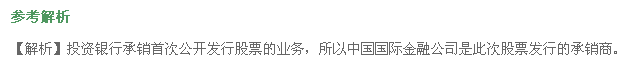 参考解析
【解析】投资银行承销首次公开发行股票的业务，所以中国国际金融公司是此次股票发行的承销商。